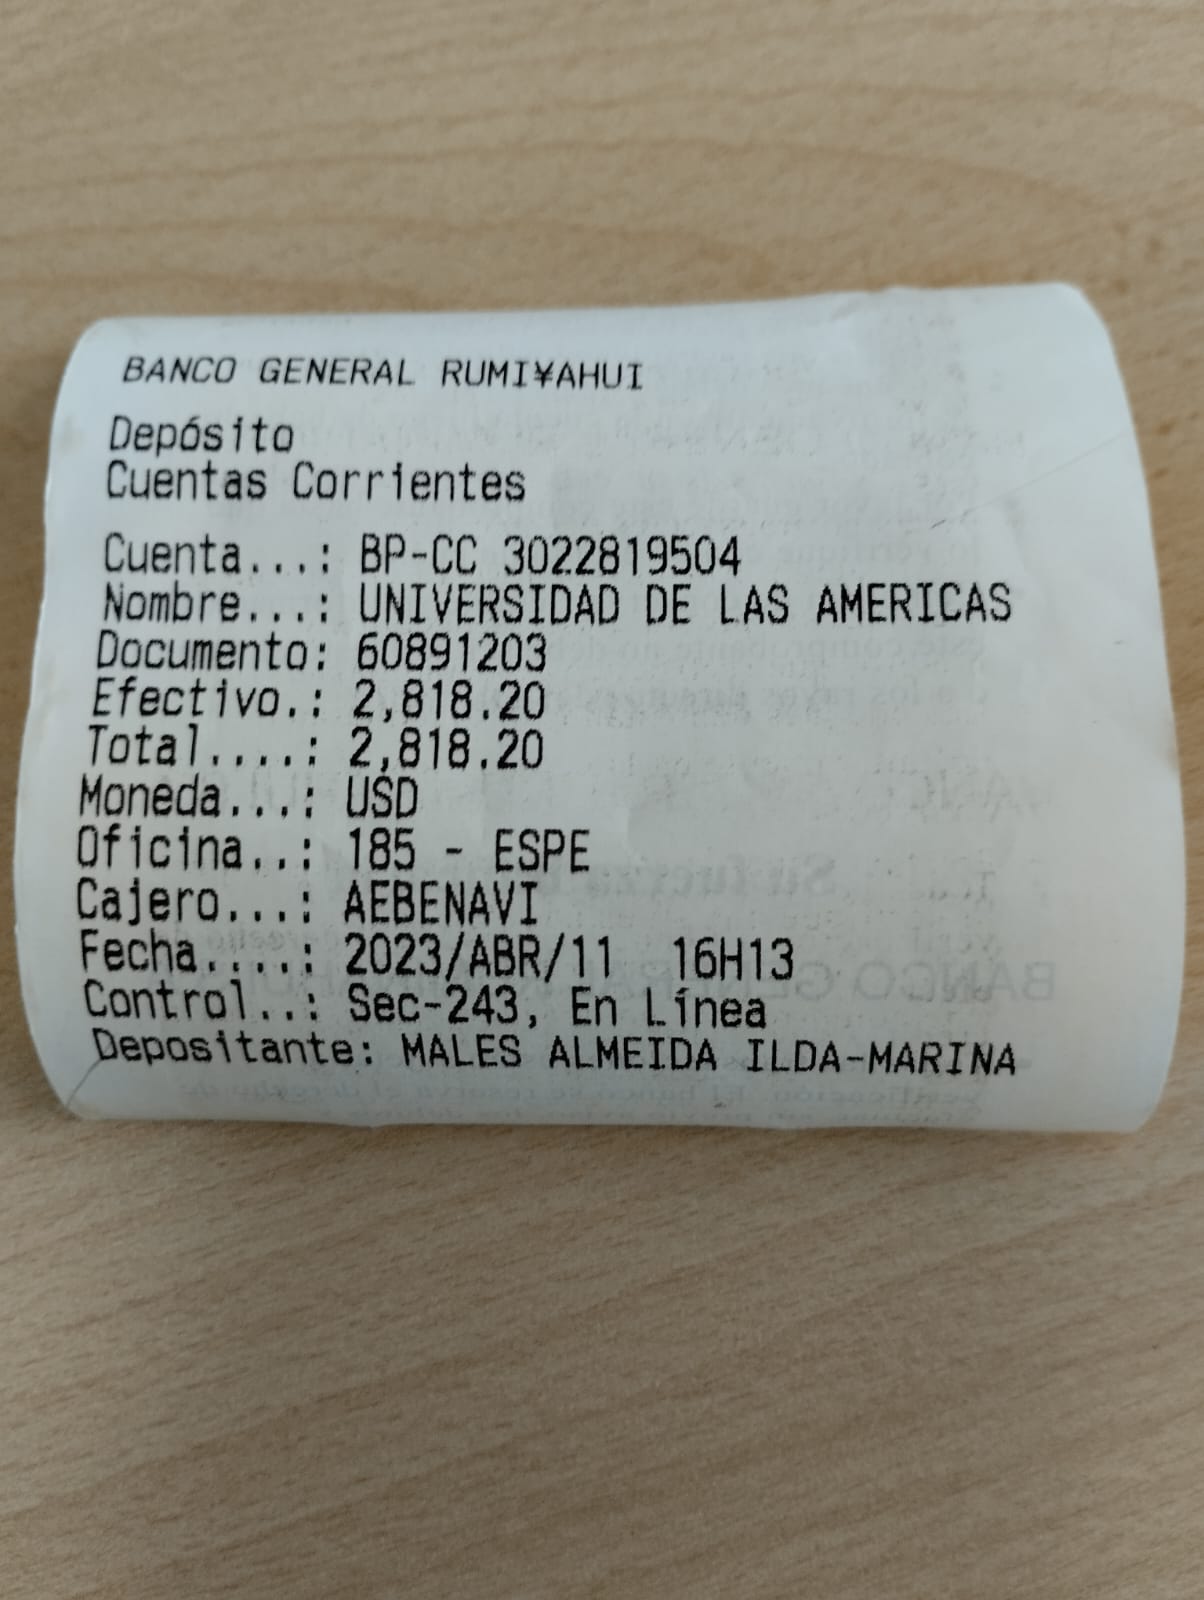 BANCO GENERAL RUMI¥AHUI
Depósito
Cuentas Corrientes
Cuenta...: BP-CC 3022819504
Nombre...: UNIVERSIDAD DE LAS AMERICAS
Documento: 60891203
Efectivo.: 2,818.20
Total....: 2,818.20
Moneda...: USD
Oficina..: 185 - ESPE
Cajero...: AEBENAVI
Fecha....: 2023/ABR/11  16H13
Control..: Sec-243, En Línea
Depositante: MALES ALMEIDA ILDA-MARINA